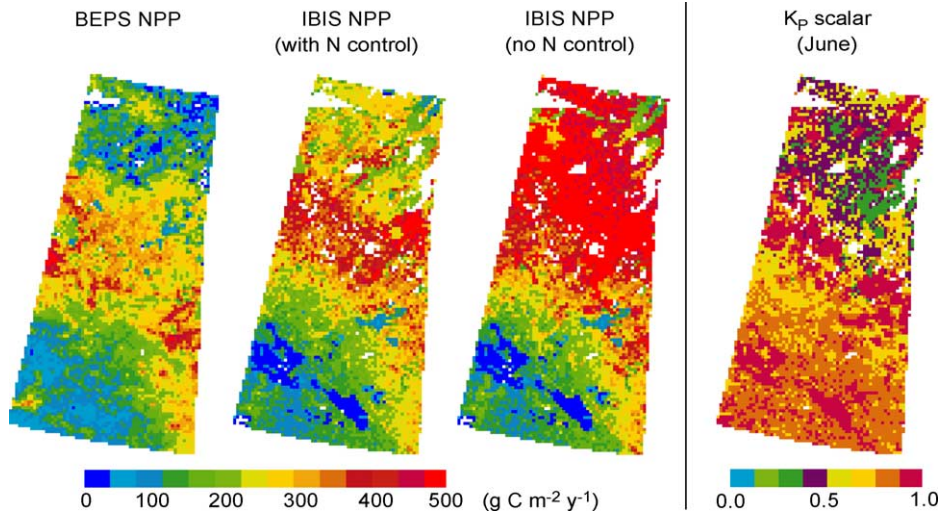 BEPS NPP
IBIS NPP
(with N control)
IBIS NPP
(no N control)
K_P scalar
(June)
0 100 200 300 400 500 (g C m⁻² y⁻¹)
0.0 0.5 1.0